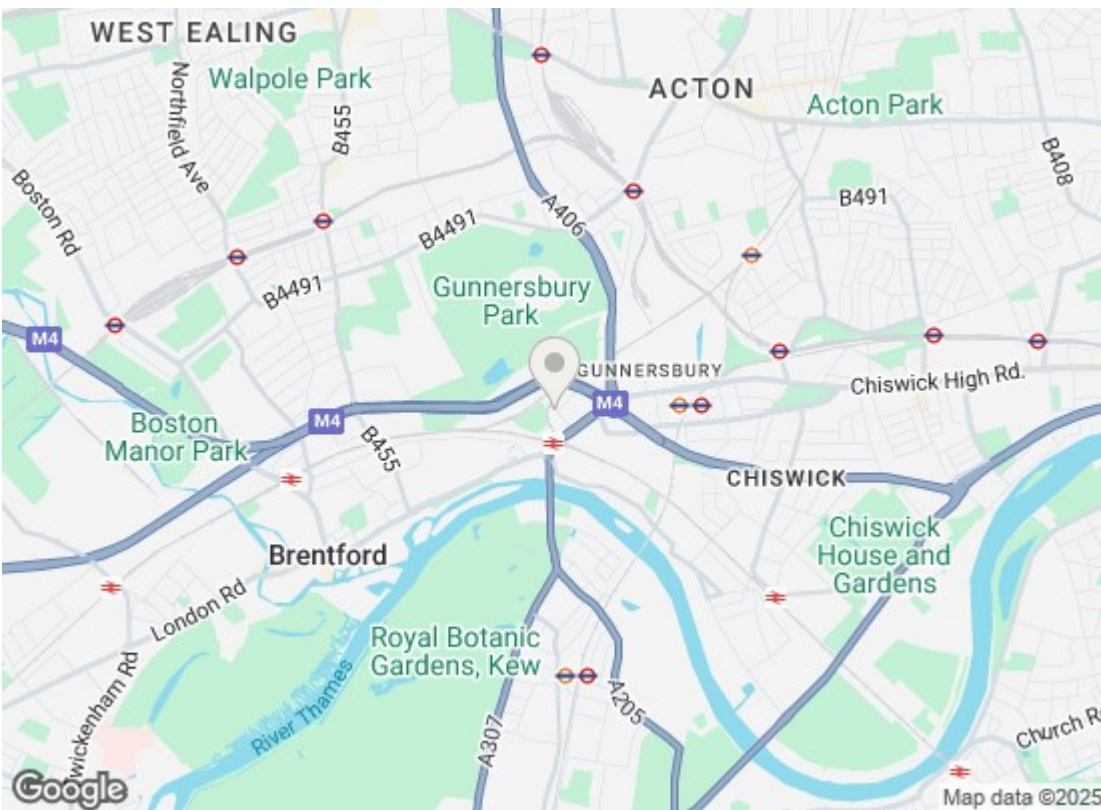 WEST EALING
Walpole Park
ACTON
Acton Park
Northfield Ave
B455
B408
Boston Rd
B491
A406
B4491
B4491
Gunnersbury
Park
M4
GUNNERSBURY
Chiswick High Rd.
M4
M4
Boston
Manor Park
B455
CHISWICK
Chiswick
House and
Gardens
Brentford
London Rd
Royal Botanic
Gardens, Kew
River Thames
wickenham Rd
A307
A205
Church R
Google
Map data ©2025